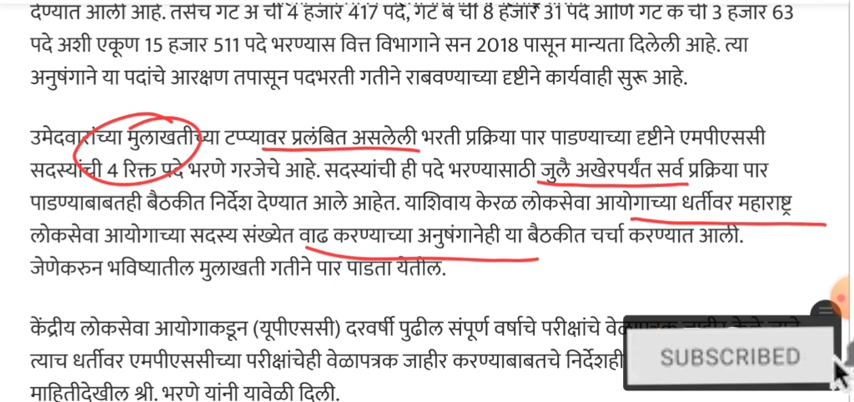 देण्यात आली आहे. तसेच गट अ ची 4 हजार 417 पदे, गट ब ची 8 हजार 31 पदे आणि गट क ची 3 हजार 63
पदे अशी एकूण 15 हजार 511 पदे भरण्यास वित्त विभागाने सन 2018 पासून मान्यता दिलेली आहे. त्या
अनुषंगाने या पदांचे आरक्षण तपासून पदभरती गतीने राबवण्याच्या दृष्टीने कार्यवाही सुरू आहे.
उमेदवारांच्या मुलाखतीच्या टप्प्यावर प्रलंबित असलेली भरती प्रक्रिया पार पाडण्याच्या दृष्टीने एमपीएससी
सदस्यांची 4 रिक्त पदे भरणे गरजेचे आहे. सदस्यांची ही पदे भरण्यासाठी जुलै अखेरपर्यंत सर्व प्रक्रिया पार
पाडण्याबाबतही बैठकीत निर्देश देण्यात आले आहेत. याशिवाय केरळ लोकसेवा आयोगाच्या धर्तीवर महाराष्ट्र
लोकसेवा आयोगाच्या सदस्य संख्येत वाढ करण्याच्या अनुषंगानेही या बैठकीत चर्चा करण्यात आली.
जेणेकरुन भविष्यातील मुलाखती गतीने पार पाडता येतील.
केंद्रीय लोकसेवा आयोगाकडून (यूपीएससी) दरवर्षी पुढील संपूर्ण वर्षाचे परीक्षांचे
त्याच धर्तीवर एमपीएससीच्या परीक्षांचेही वेळापत्रक जाहीर करण्याबाबतचे निर्देशही
SUBSCRIBED
माहितीदेखील श्री. भरणे यांनी यावेळी दिली.